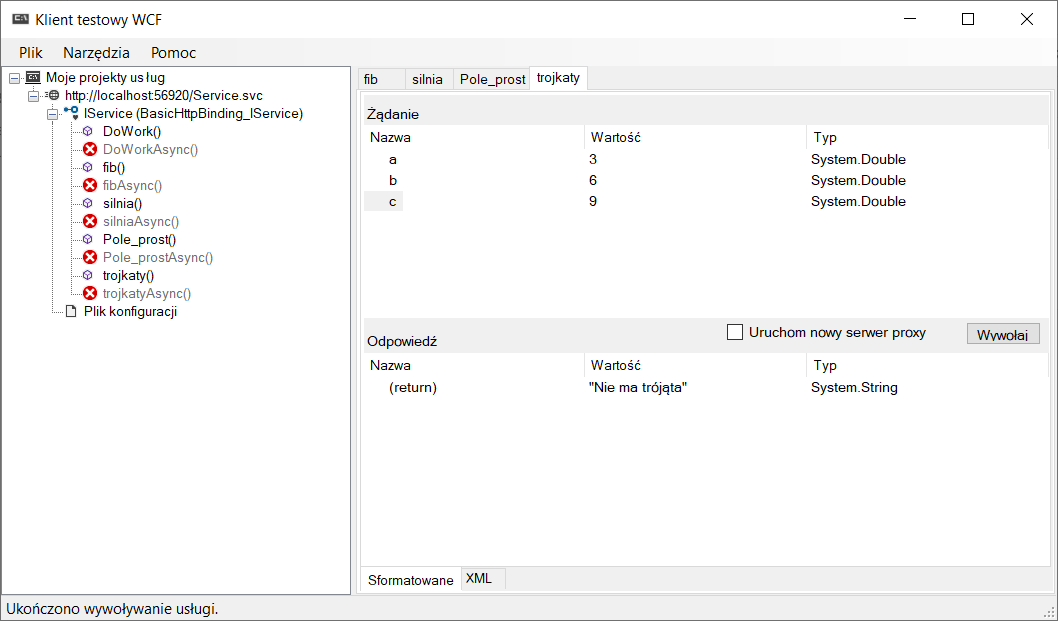 Klient testowy WCF
Plik Narzędzia Pomoc
Moje projekty usług
http://localhost:56920/Service.svc
IService (BasicHttpBinding_IService)
DoWork()
DoWorkAsync()
fib()
fibAsync()
silnia()
silniaAsync()
Pole_prost()
Pole_prostAsync()
trojkaty()
trojkatyAsync()
Plik konfiguracji
fib silnia Pole_prost trojkaty
Żądanie
Nazwa Wartość Typ
a 3 System.Double
b 6 System.Double
c 9 System.Double
Odpowiedź
Uruchom nowy serwer proxy Wywołaj
Nazwa Wartość Typ
(return) "Nie ma trójąta" System.String
Sformatowane XML
Ukończono wywoływanie usługi.